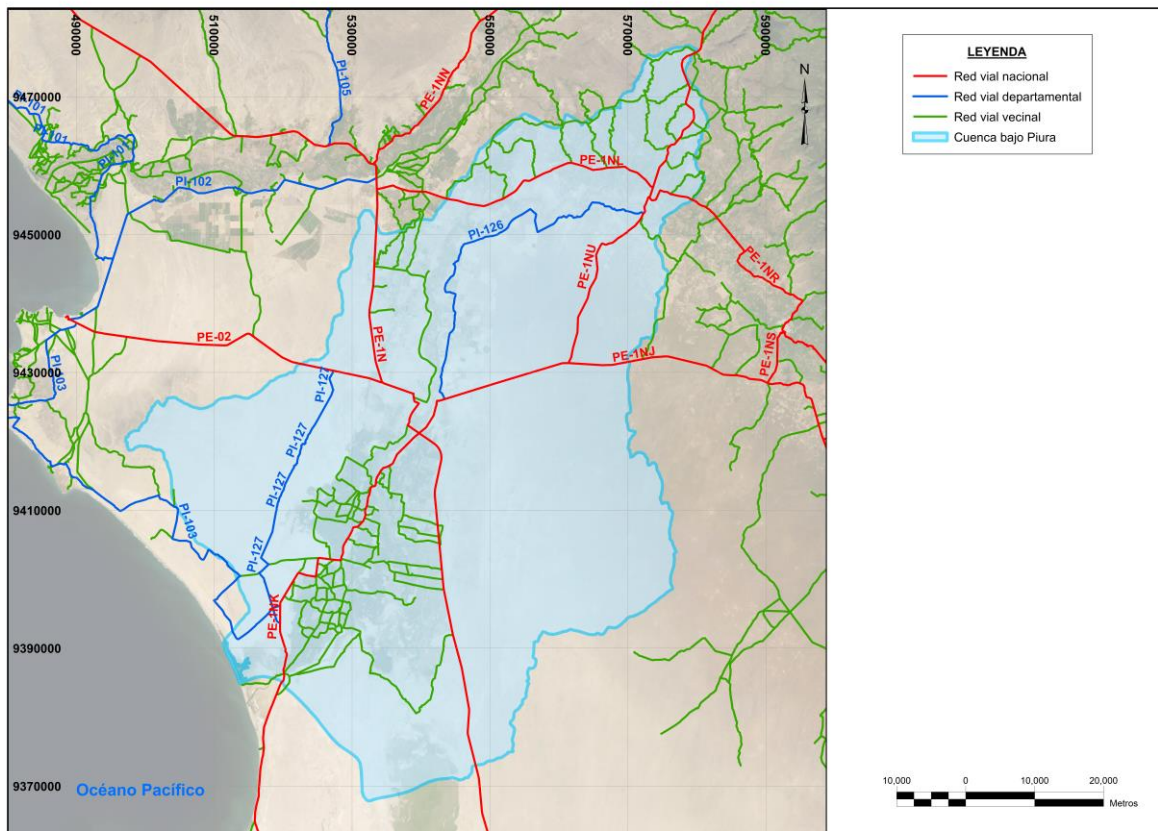 490000
510000
530000
550000
570000
590000
9470000
9450000
9430000
9410000
9390000
9370000
PI-101
PI-101
PI-101
PI-105
PE-1NN
PI-102
PE-1NL
PI-126
PE-1NU
PE-1NR
PE-02
PE-1N
PE-1NJ
PE-1NS
PI-103
PI-127
PI-127
PI-127
PI-127
PI-103
PE-1NK
Océano Pacífico
LEYENDA
Red vial nacional
Red vial departamental
Red vial vecinal
Cuenca bajo Piura
N
10,000 0 10,000 20,000
Metros